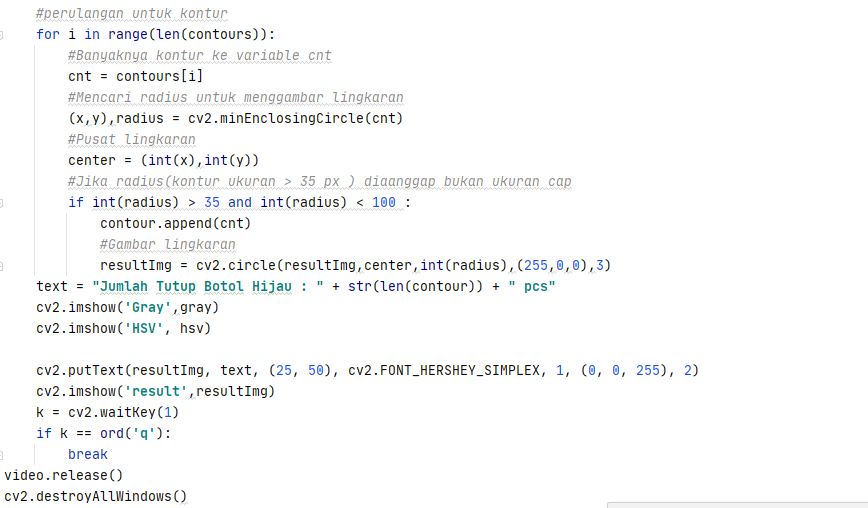 #perulangan untuk kontur
for i in range(len(contours)):
#Banyaknya kontur ke variable cnt
cnt = contours[i]
#Mencari radius untuk menggambar lingkaran
(x,y),radius = cv2.minEnclosingCircle(cnt)
#Pusat lingkaran
center = (int(x),int(y))
#Jika radius(kontur ukuran > 35 px ) diaanggap bukan ukuran cap
if int(radius) > 35 and int(radius) < 100 :
contour.append(cnt)
#Gambar lingkaran
resultImg = cv2.circle(resultImg,center,int(radius),(255,0,0),3)
text = "Jumlah Tutup Botol Hijau : " + str(len(contour)) + " pcs"
cv2.imshow('Gray',gray)
cv2.imshow('HSV', hsv)
cv2.putText(resultImg, text, (25, 50), cv2.FONT_HERSHEY_SIMPLEX, 1, (0, 0, 255), 2)
cv2.imshow('result',resultImg)
k = cv2.waitKey(1)
if k == ord('q'):
break
video.release()
cv2.destroyAllWindows()